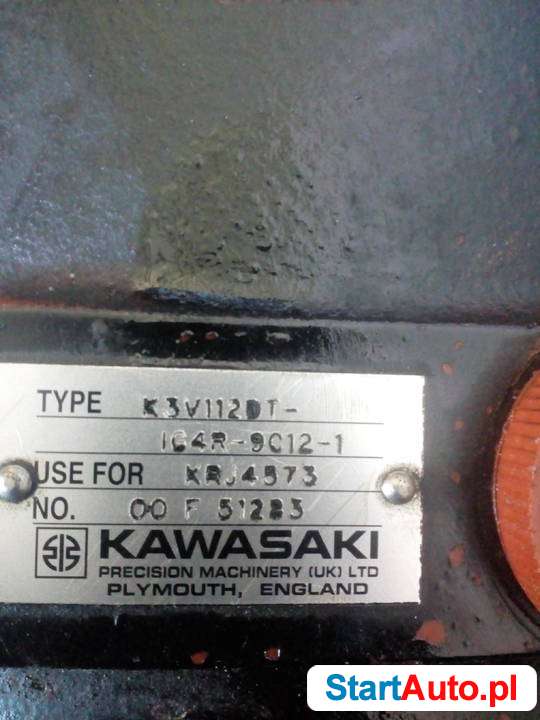 TYPE K3V112DT-
1G4R-9C12-1
USE FOR KRJ4573
NO. 00 F 51283
KAWASAKI
PRECISION MACHINERY (UK) LTD
PLYMOUTH, ENGLAND
StartAuto.pl